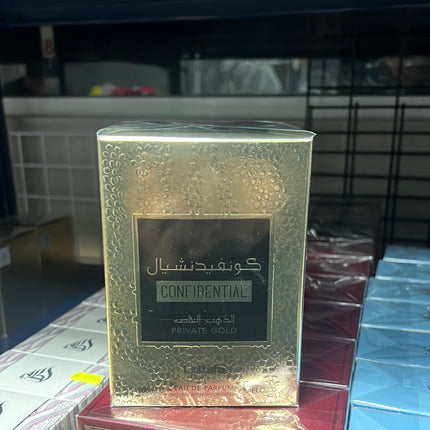 كونفيدنشيال
CONFIDENTIAL
الذهب الخاص
PRIVATE GOLD
Lattafa
EAU DE PARFUM